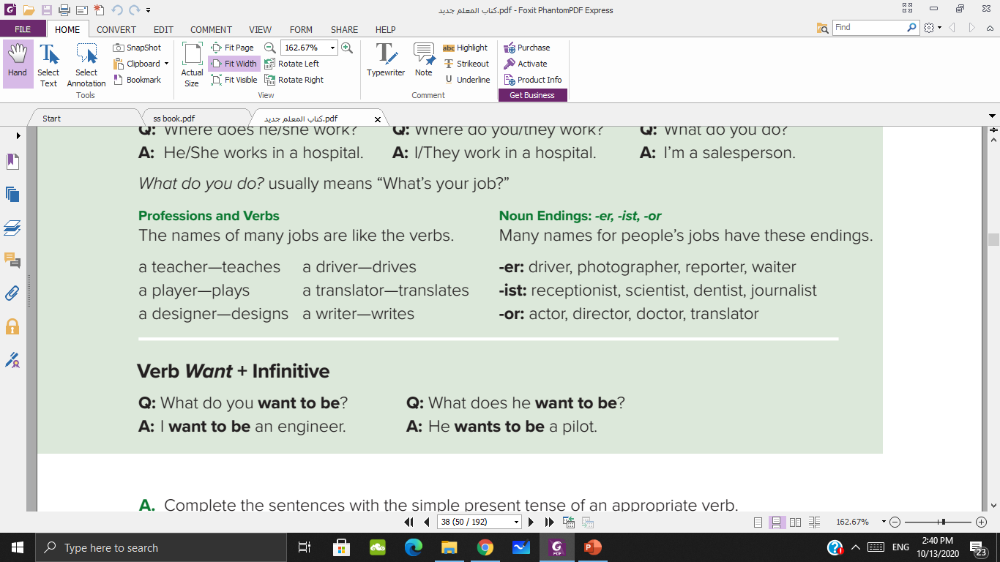 كتاب المعلم جديد.pdf - Foxit PhantomPDF Express
FILE HOME CONVERT EDIT COMMENT VIEW FORM SHARE HELP
Find
Hand
Select Text
Select Annotation
SnapShot
Clipboard
Bookmark
Tools
Actual Size
Fit Page
Fit Width
Fit Visible
162.67%
Rotate Left
Rotate Right
View
Typewriter
Note
abc Highlight
T Strikeout
U Underline
Comment
Purchase
Activate
Product Info
Get Business
Start
ss book.pdf
كتاب المعلم جديد.pdf
Q: Where does he/she work? Q: Where do you/they work? Q: What do you do?
A: He/She works in a hospital. A: I/They work in a hospital. A: I'm a salesperson.
What do you do? usually means “What's your job?”
Professions and Verbs
The names of many jobs are like the verbs.
a teacher—teaches a driver—drives
a player—plays a translator—translates
a designer—designs a writer—writes
Noun Endings: -er, -ist, -or
Many names for people's jobs have these endings.
-er: driver, photographer, reporter, waiter
-ist: receptionist, scientist, dentist, journalist
-or: actor, director, doctor, translator
Verb Want + Infinitive
Q: What do you want to be? Q: What does he want to be?
A: I want to be an engineer. A: He wants to be a pilot.
A. Complete the sentences with the simple present tense of an appropriate verb.
38 (50 / 192)
162.67%
Type here to search
ENG
2:40 PM
10/13/2020
23